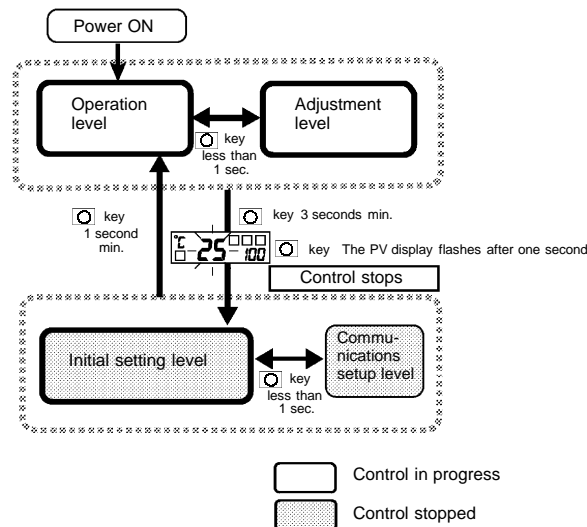 Power ON
Operation
level
Adjustment
level
key
less than
1 sec.
key
1 second
min.
key 3 seconds min.
°C
25
100
key The PV display flashes after one second
Control stops
Initial setting level
Commu-
nications
setup level
key
less than
1 sec.
Control in progress
Control stopped